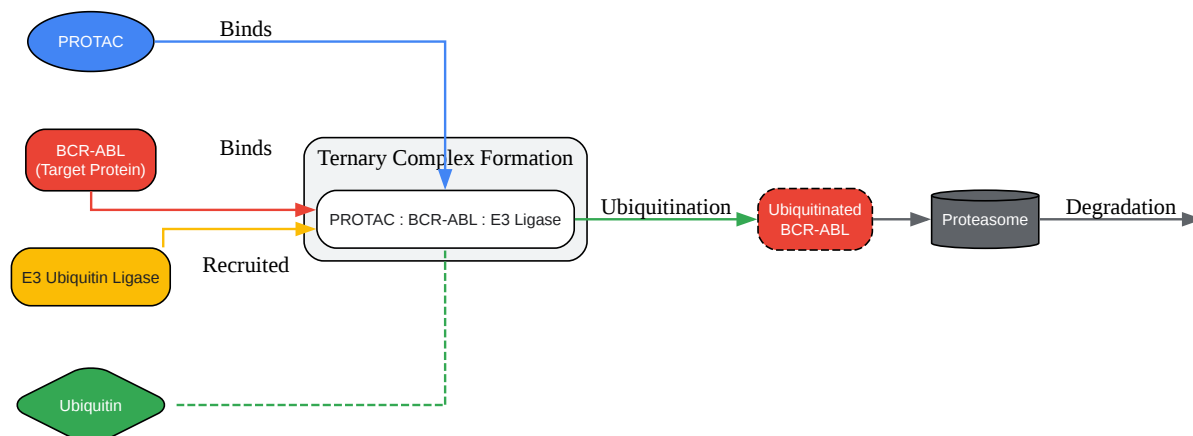 PROTAC
Binds
BCR-ABL
(Target Protein)
Binds
Ternary Complex Formation
PROTAC : BCR-ABL : E3 Ligase
Ubiquitination
Ubiquitinated
BCR-ABL
Proteasome
Degradation
E3 Ubiquitin Ligase
Recruited
Ubiquitin